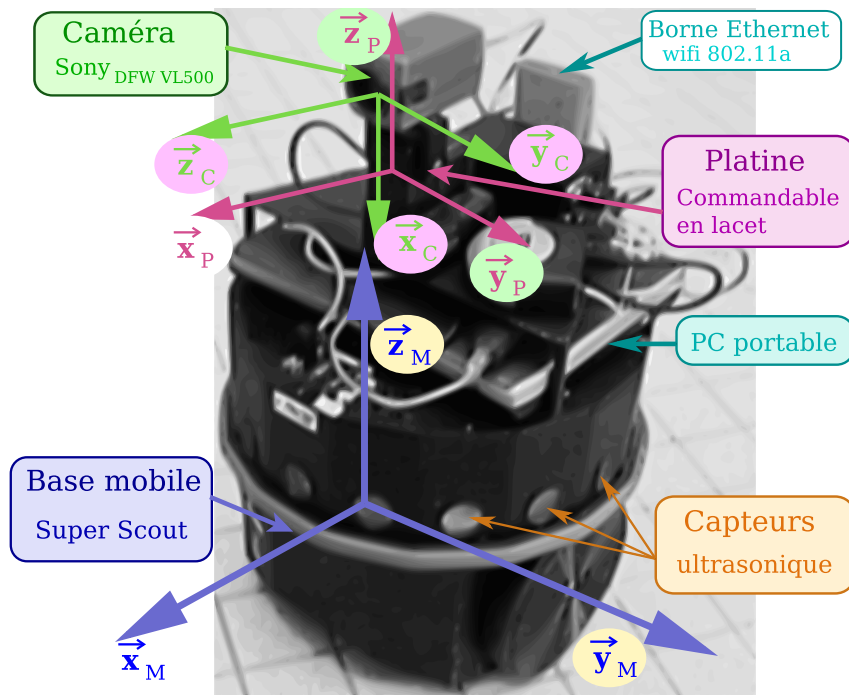 Caméra
Sony DFW VL500
Borne Ethernet
wifi 802.11a
z P
z C
y C
Platine
Commandable
en lacet
x P
x C
y P
z M
PC portable
Base mobile
Super Scout
Capteurs
ultrasonique
x M
y M